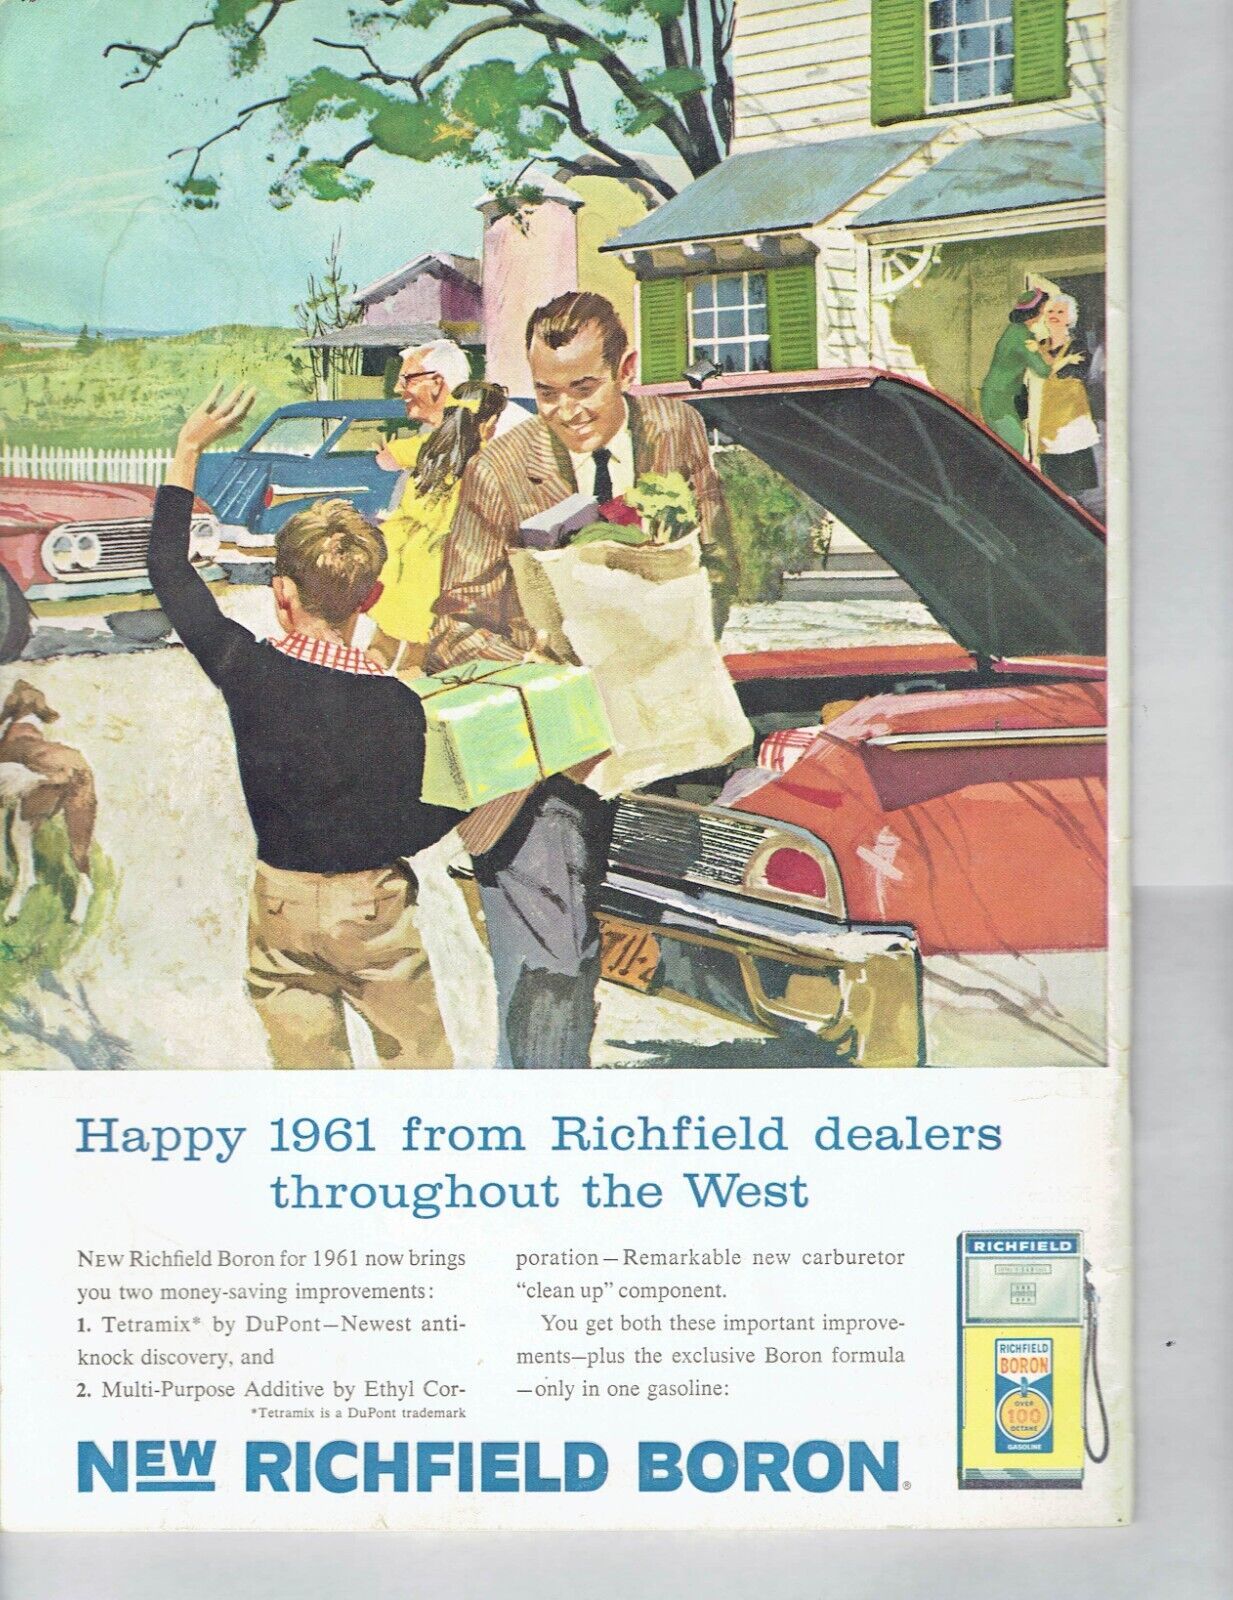 Happy 1961 from Richfield dealers
throughout the West
NEW Richfield Boron for 1961 now brings
you two money-saving improvements:
1. Tetramix* by DuPont—Newest anti-
knock discovery, and
2. Multi-Purpose Additive by Ethyl Cor-
*Tetramix is a DuPont trademark
poration—Remarkable new carburetor
"clean up" component.
You get both these important improve-
ments—plus the exclusive Boron formula
—only in one gasoline:
NEW RICHFIELD BORON®
RICHFIELD
RICHFIELD
BORON
OVER
100
OCTANE
GASOLINE